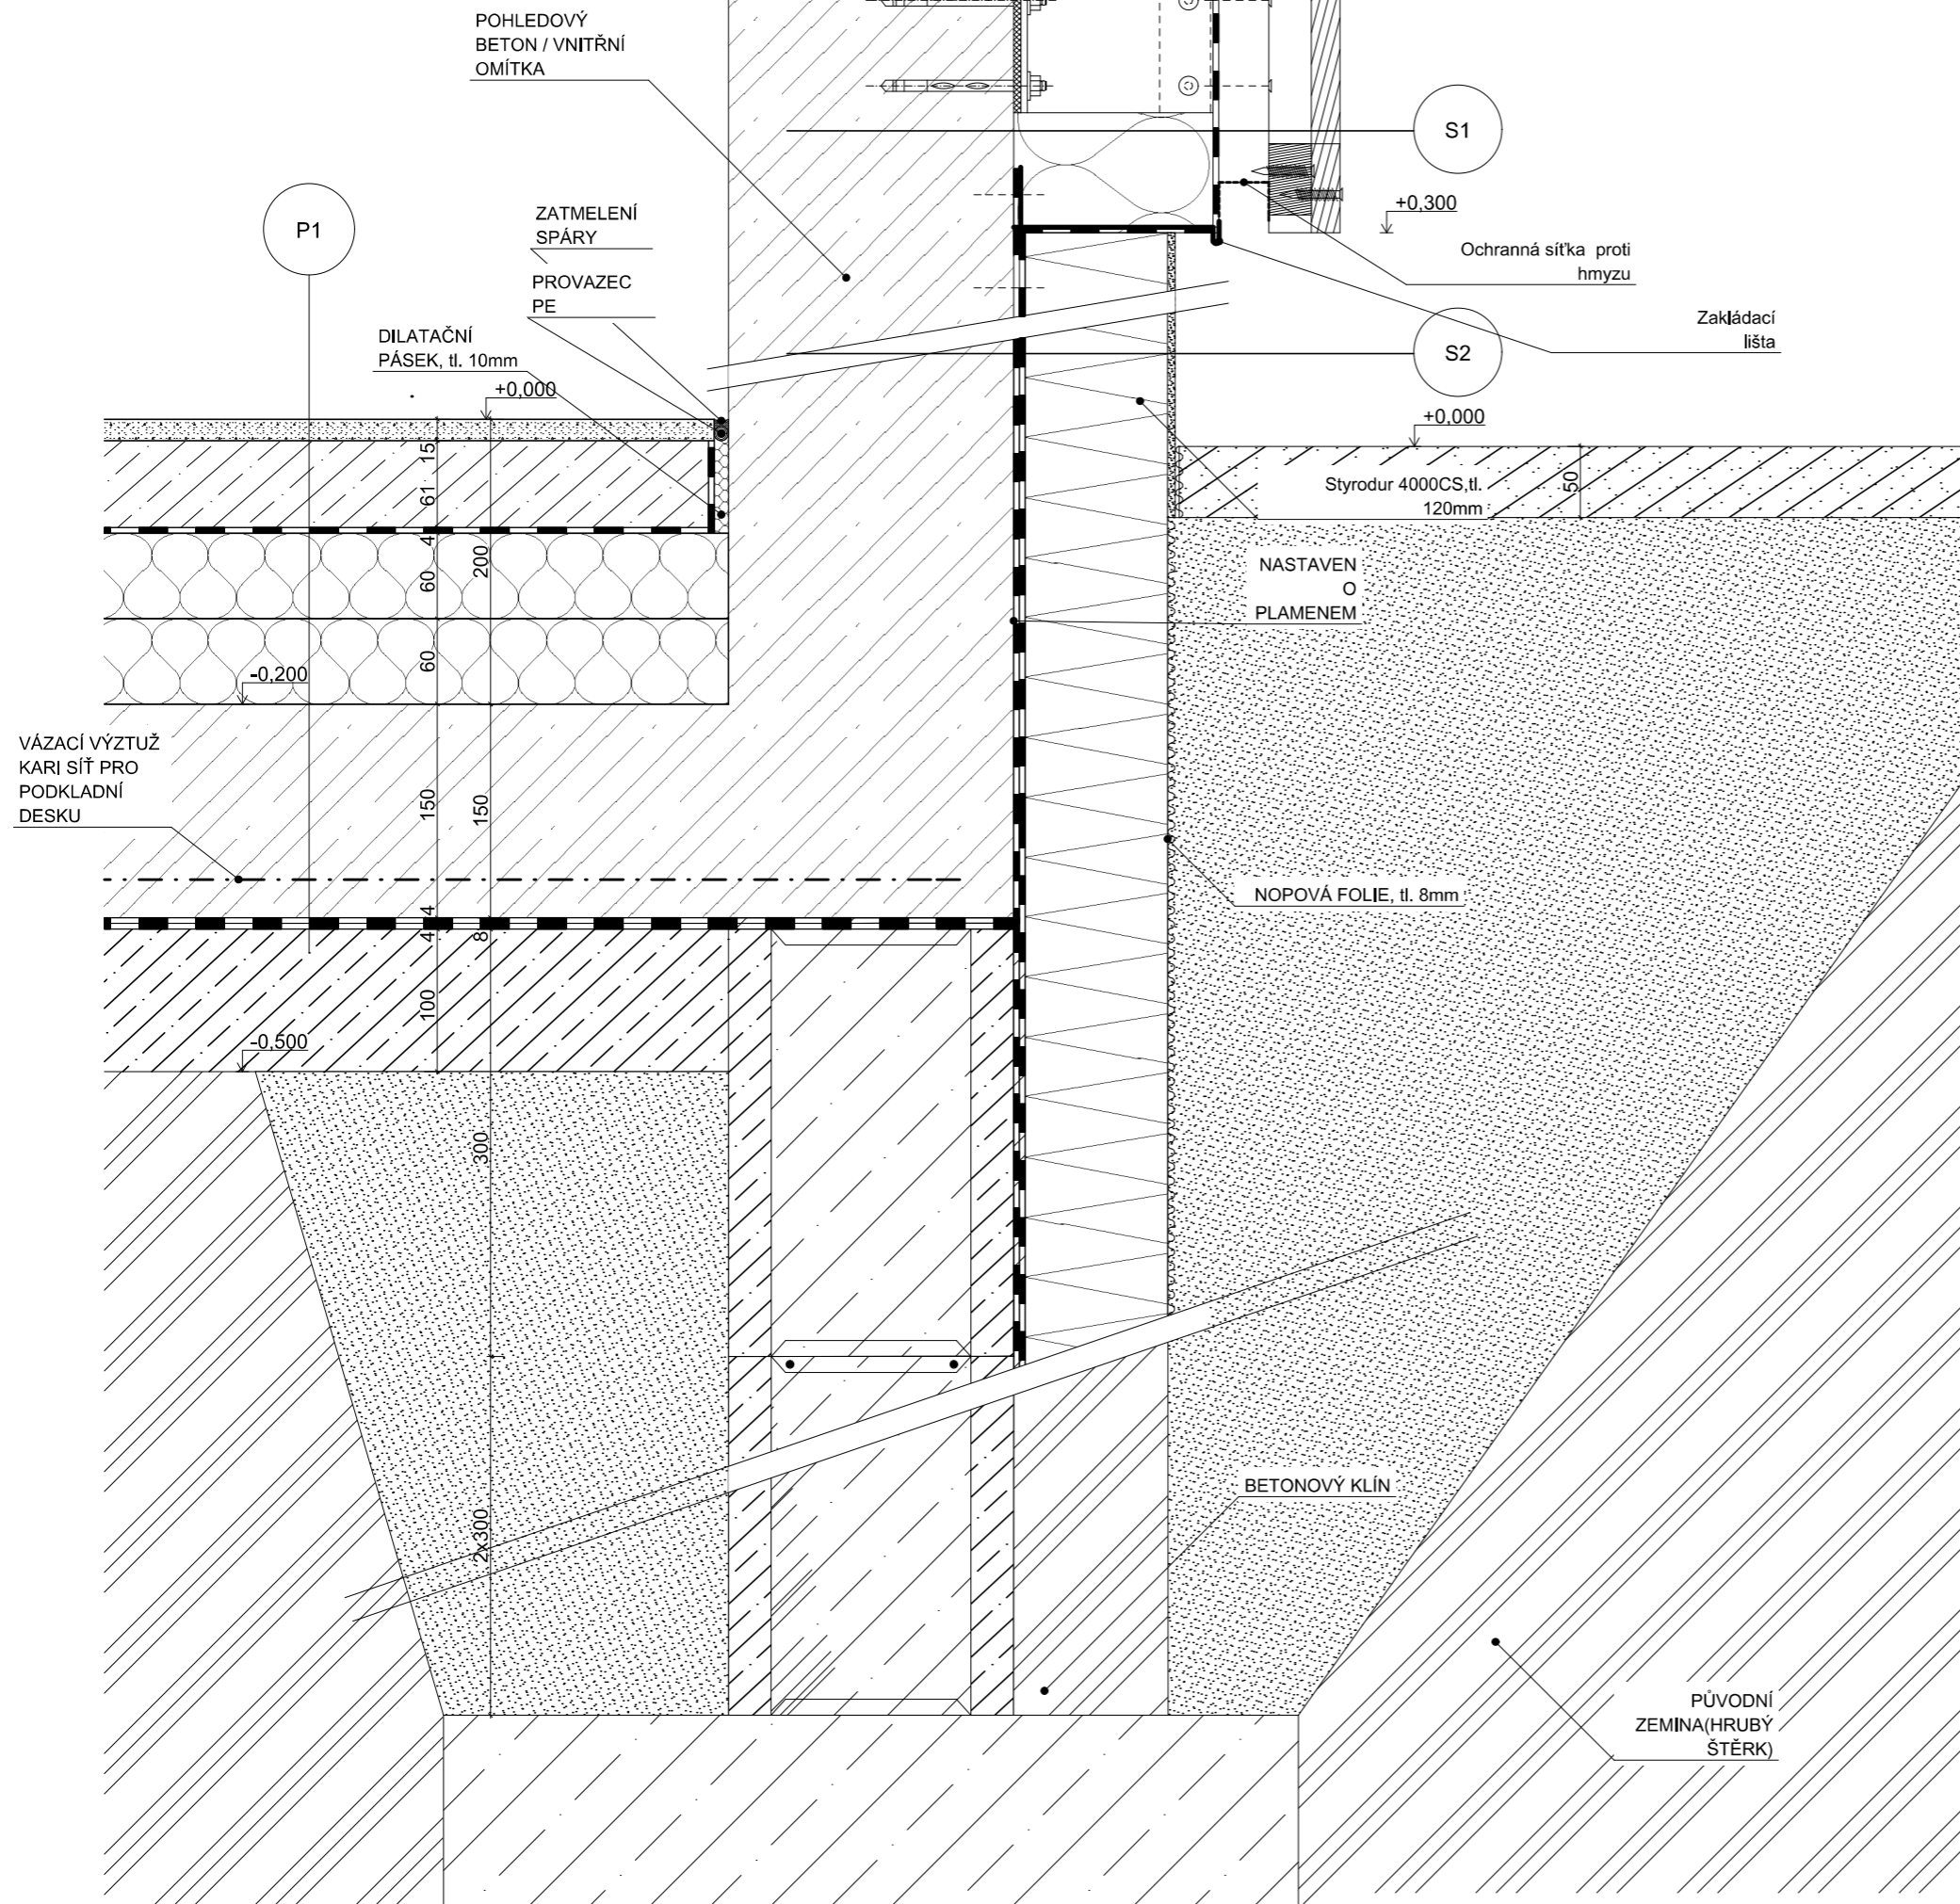 POHLEDOVÝ
BETON / VNITŘNÍ
OMÍTKA
S1
P1
ZATMELENÍ
SPÁRY
+0,300
Ochranná síťka proti
hmyzu
PROVAZEC
PE
Zakládací
lišta
DILATAČNÍ
PÁSEK, tl. 10mm
S2
+0,000
+0,000
15
61
4
60
60
200
50
Styrodur 4000CS,tl.
120mm
NASTAVEN
O
PLAMENEM
-0,200
VÁZACÍ VÝZTUŽ
KARI SÍŤ PRO
PODKLADNÍ
DESKU
150
150
NOPOVÁ FOLIE, tl. 8mm
4
4
8
100
-0,500
300
2x300
BETONOVÝ KLÍN
PŮVODNÍ
ZEMINA(HRUBÝ
ŠTĚRK)